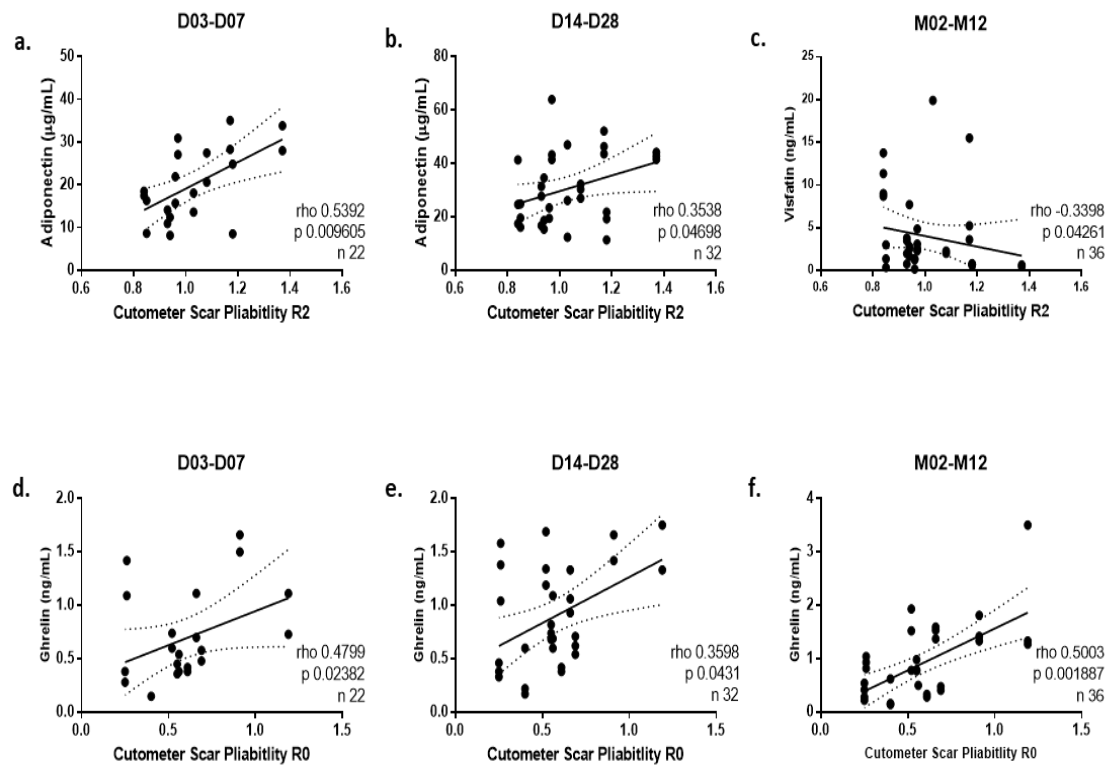 D03-D07
D14-D28
M02-M12
a.
b.
c.
Adiponectin (µg/mL)
50
40
30
20
10
0
rho 0.5392
p 0.009605
n 22
0.6
0.8
1.0
1.2
1.4
1.6
Cutometer Scar Pliabitlity R2
Adiponectin (µg/mL)
80
60
40
20
0
rho 0.3538
p 0.04698
n 32
0.6
0.8
1.0
1.2
1.4
1.6
Cutometer Scar Pliabitlity R2
Visfatin (ng/mL)
25
20
15
10
5
0
rho -0.3398
p 0.04261
n 36
0.6
0.8
1.0
1.2
1.4
1.6
Cutometer Scar Pliabitlity R2
D03-D07
D14-D28
M02-M12
d.
e.
f.
Ghrelin (ng/mL)
2.0
1.5
1.0
0.5
0.0
rho 0.4799
p 0.02382
n 22
0.0
0.5
1.0
1.5
Cutometer Scar Pliabitlity R0
Ghrelin (ng/mL)
2.0
1.5
1.0
0.5
0.0
rho 0.3598
p 0.0431
n 32
0.0
0.5
1.0
1.5
Cutometer Scar Pliabitlity R0
Ghrelin (ng/mL)
4
3
2
1
0
rho 0.5003
p 0.001887
n 36
0.0
0.5
1.0
1.5
Cutometer Scar Pliabitlity R0